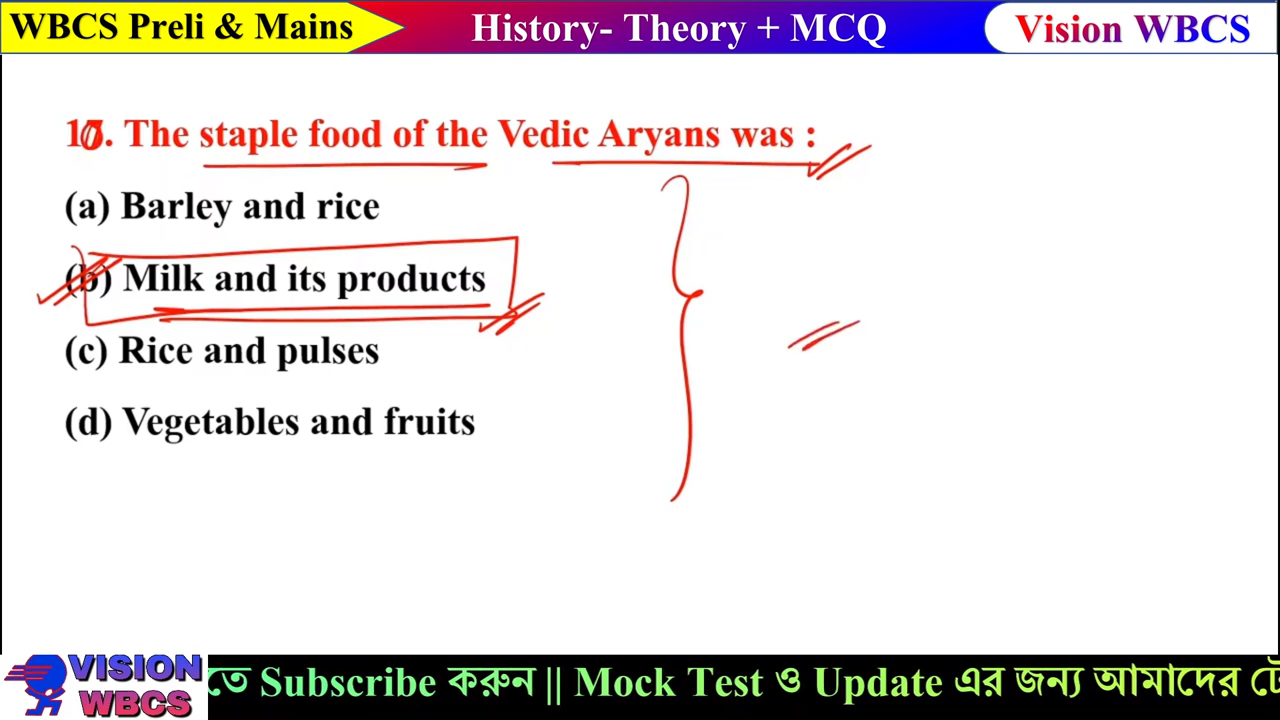 WBCS Preli & Mains
History- Theory + MCQ
Vision WBCS
The staple food of the Vedic Aryans was :
(a) Barley and rice
(b) Milk and its products
(c) Rice and pulses
(d) Vegetables and fruits
VISION
WBCS
তে Subscribe করুন || Mock Test ও Update এর জন্য আমাদের টে